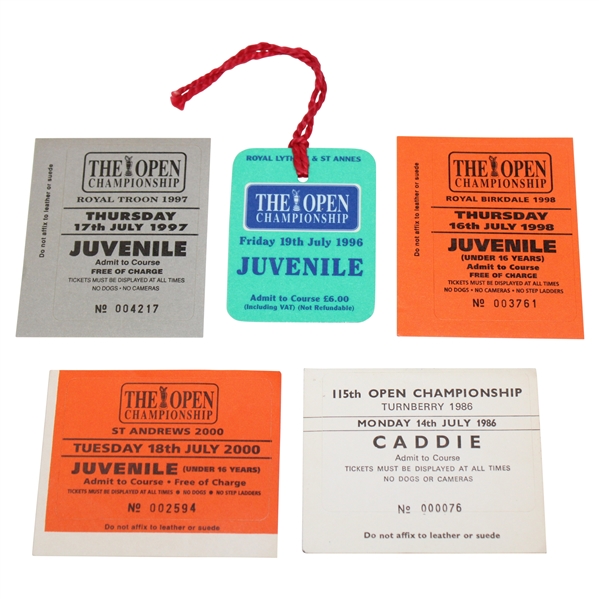 Do not affix to leather or suede
THE OPEN
CHAMPIONSHIP
ROYAL TROON 1997
THURSDAY
17th JULY 1997
JUVENILE
Admit to Course
FREE OF CHARGE
TICKETS MUST BE DISPLAYED AT ALL TIMES
NO DOGS • NO CAMERAS
№ 004217
ROYAL LYTH & ST ANNES
THE OPEN
CHAMPIONSHIP
Friday 19th July 1996
JUVENILE
Admit to Course £6.00
(Including VAT) (Not Refundable)
Do not affix to leather or suede
THE OPEN
CHAMPIONSHIP
ROYAL BIRKDALE 1998
THURSDAY
16th JULY 1998
JUVENILE
(UNDER 16 YEARS)
Admit to Course
FREE OF CHARGE
TICKETS MUST BE DISPLAYED AT ALL TIMES
NO DOGS • NO CAMERAS • NO STEP LADDERS
№ 003761
THE OPEN
CHAMPIONSHIP
ST ANDREWS 2000
TUESDAY 18th JULY 2000
JUVENILE (UNDER 16 YEARS)
Admit to Course • Free of Charge
TICKETS MUST BE DISPLAYED AT ALL TIMES ● NO DOGS ● NO STEP LADDERS
№ 002594
Do not affix to leather or suede
115th OPEN CHAMPIONSHIP
TURNBERRY 1986
MONDAY 14th JULY 1986
CADDIE
Admit to Course
TICKETS MUST BE DISPLAYED AT ALL TIMES
NO DOGS OR CAMERAS
№ 000076
Do not affix to leather or suede